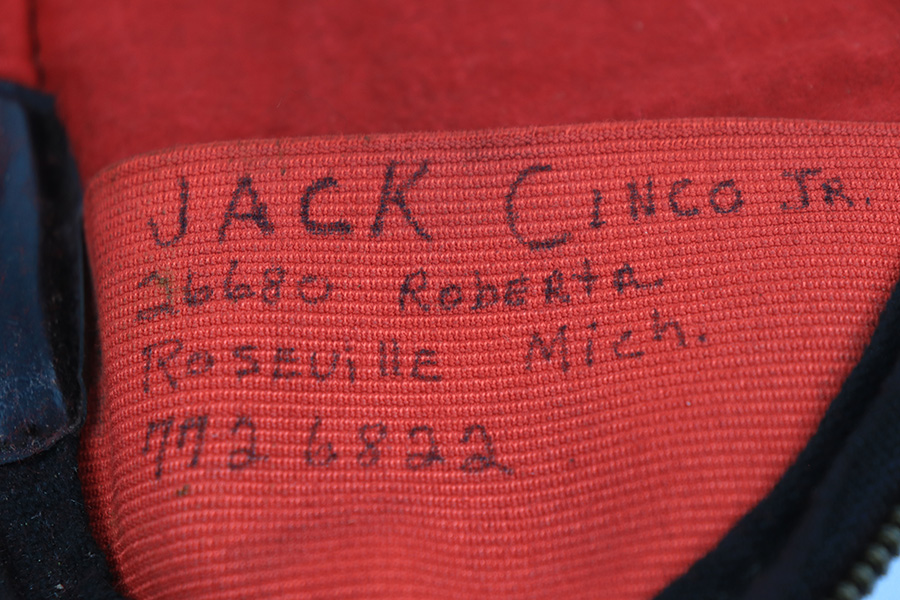 JACK CINCO JR.
26680 RobERtA
ROSEVillE Mich.
772 6822